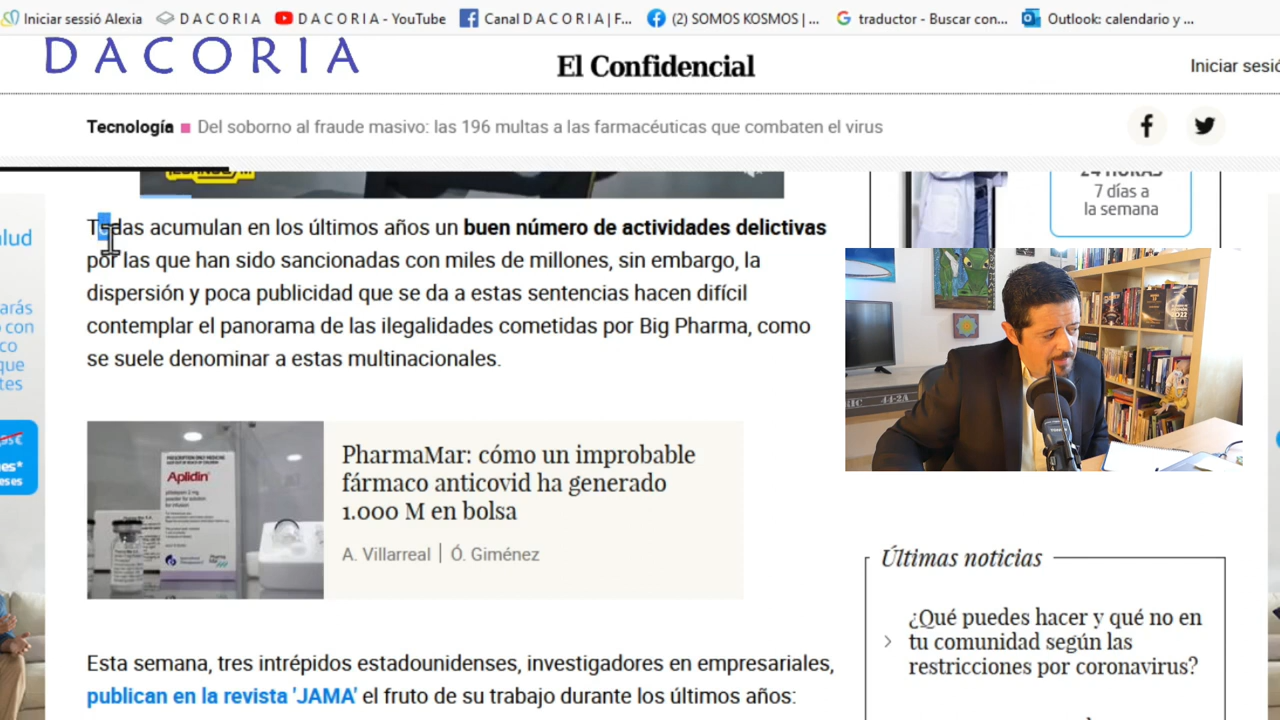 Iniciar sessió Alexia
D A C O R I A
D A C O R I A - YouTube
Canal D A C O R I A | F...
(2) SOMOS KOSMOS | ...
traductor - Buscar con...
Outlook: calendario y ...
DACORIA
El Confidencial
Iniciar sesió
Tecnología
Del soborno al fraude masivo: las 196 multas a las farmacéuticas que combaten el virus
24 HORAS
7 días a
la semana
Todas acumulan en los últimos años un buen número de actividades delictivas
por las que han sido sancionadas con miles de millones, sin embargo, la
dispersión y poca publicidad que se da a estas sentencias hacen difícil
contemplar el panorama de las ilegalidades cometidas por Big Pharma, como
se suele denominar a estas multinacionales.
Aplidin
PharmaMar: cómo un improbable
fármaco anticovid ha generado
1.000 M en bolsa
A. Villarreal | Ó. Giménez
Últimas noticias
¿Qué puedes hacer y qué no en
tu comunidad según las
restricciones por coronavirus?
Esta semana, tres intrépidos estadounidenses, investigadores en empresariales,
publican en la revista 'JAMA' el fruto de su trabajo durante los últimos años: